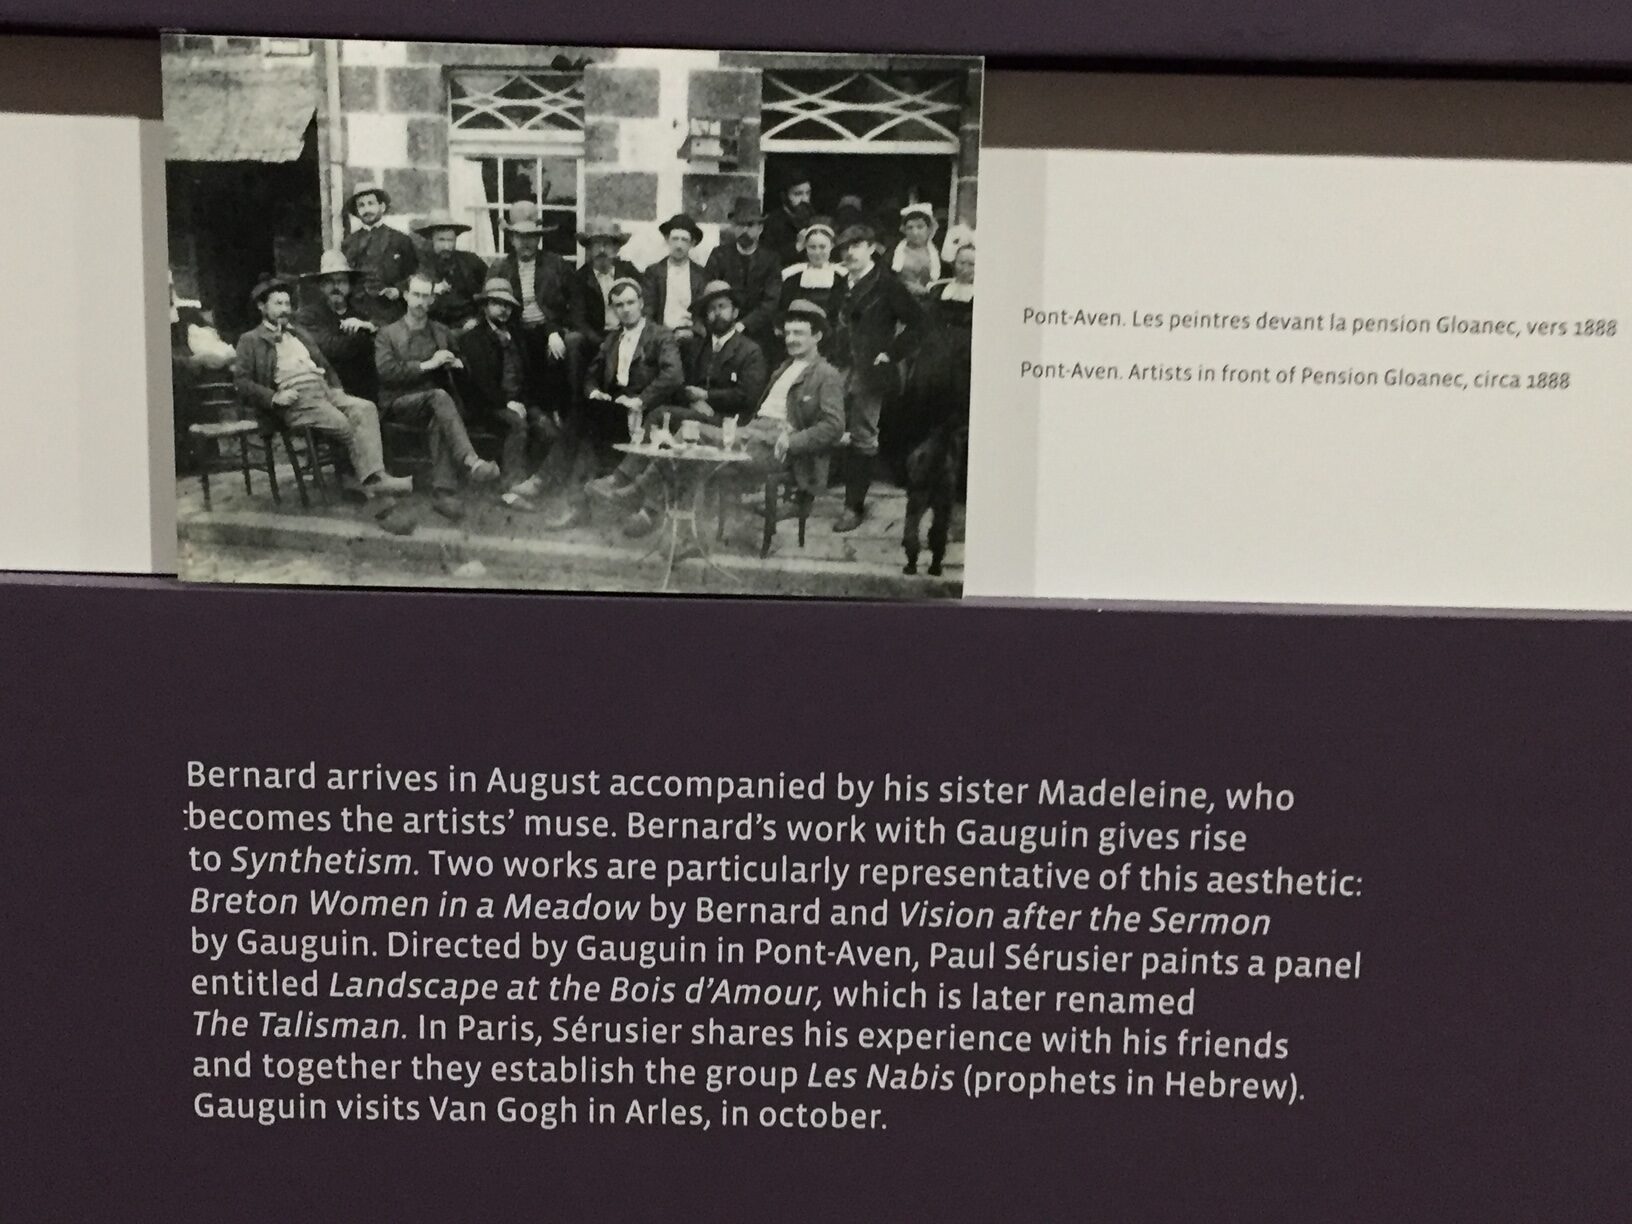 Pont-Aven. Les peintres devant la pension Gloanec, vers 1888
Pont-Aven. Artists in front of Pension Gloanec, circa 1888
Bernard arrives in August accompanied by his sister Madeleine, who
becomes the artists’ muse. Bernard’s work with Gauguin gives rise
to Synthetism. Two works are particularly representative of this aesthetic:
Breton Women in a Meadow by Bernard and Vision after the Sermon
by Gauguin. Directed by Gauguin in Pont-Aven, Paul Sérusier paints a panel
entitled Landscape at the Bois d’Amour, which is later renamed
The Talisman. In Paris, Sérusier shares his experience with his friends
and together they establish the group Les Nabis (prophets in Hebrew).
Gauguin visits Van Gogh in Arles, in october.